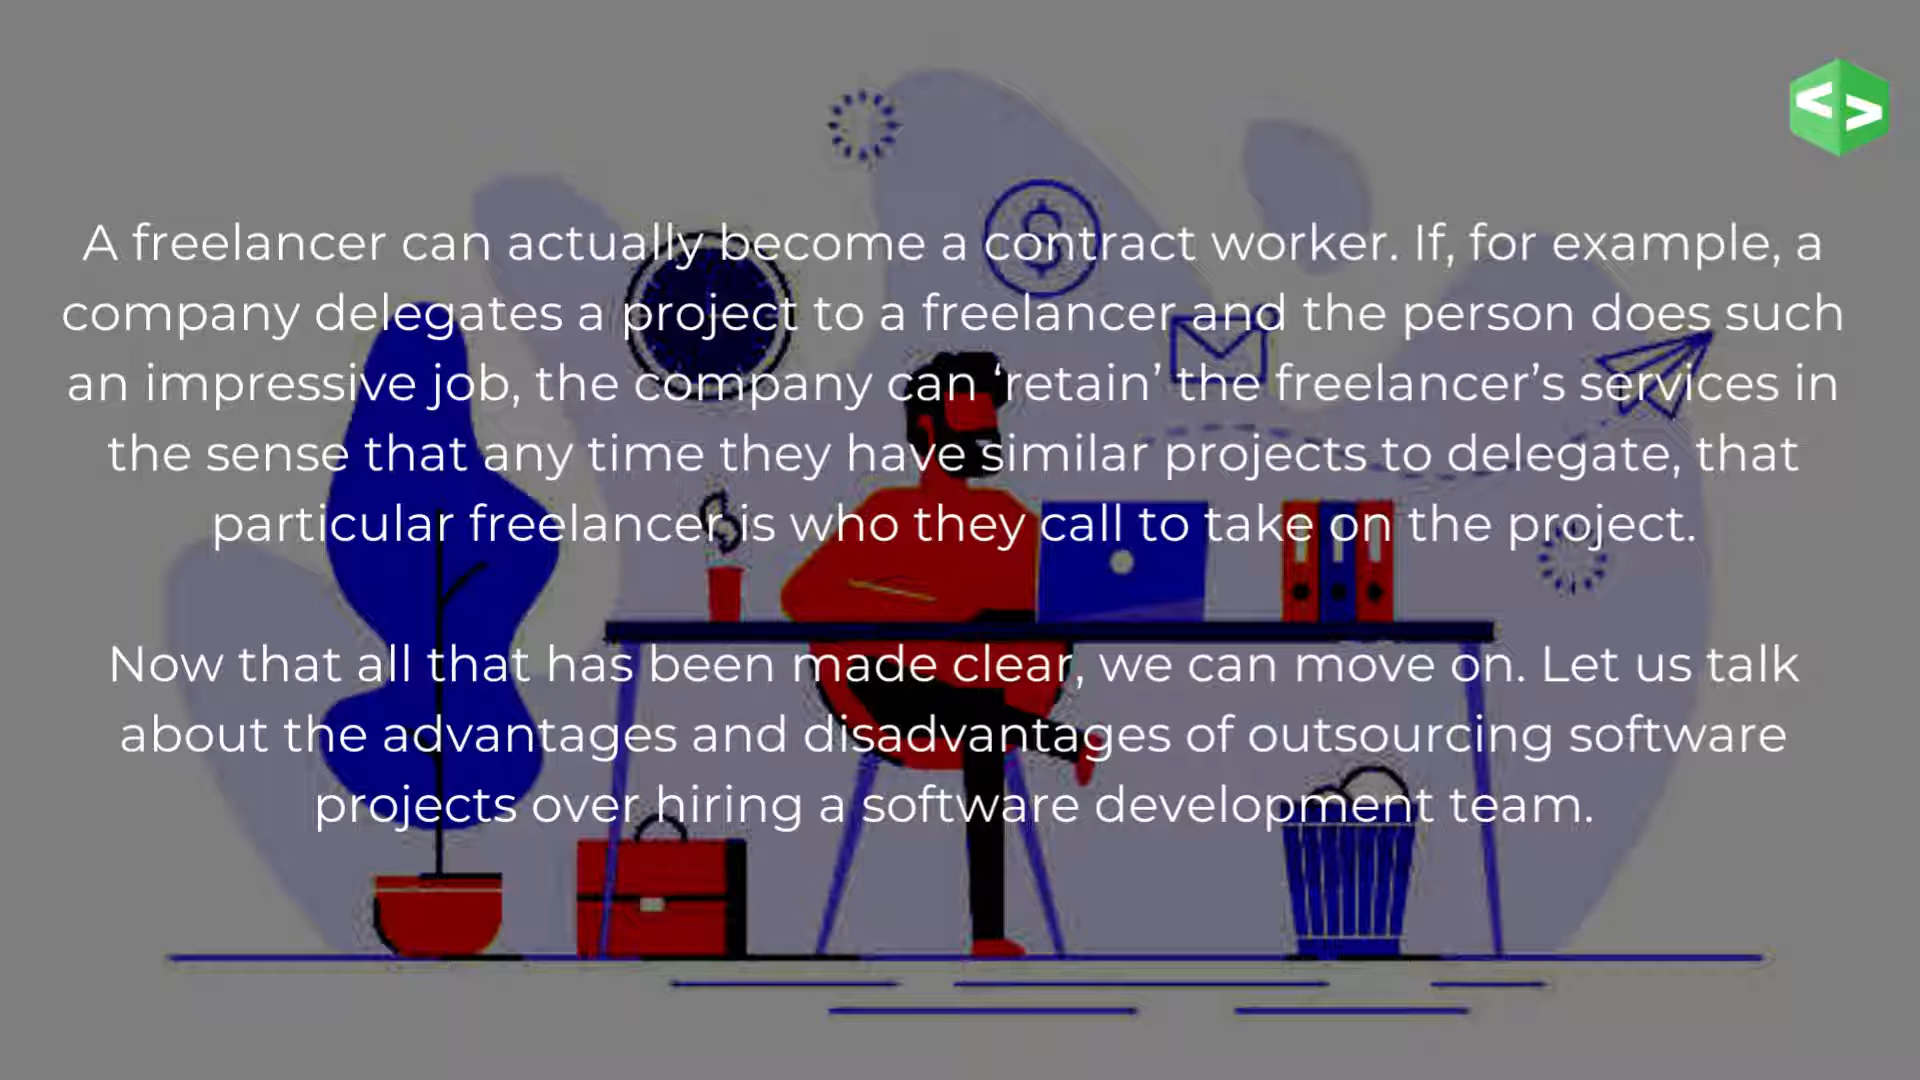 A freelancer can actually become a contract worker. If, for example, a
company delegates a project to a freelancer and the person does such
an impressive job, the company can ‘retain’ the freelancer’s services in
the sense that any time they have similar projects to delegate, that
particular freelancer is who they call to take on the project.
Now that all that has been made clear, we can move on. Let us talk
about the advantages and disadvantages of outsourcing software
projects over hiring a software development team.